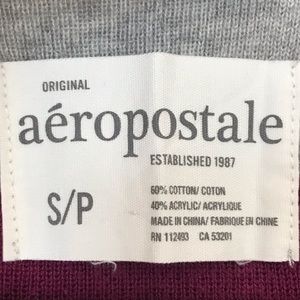 ORIGINAL
aéropostale
ESTABLISHED 1987
S/P
60% COTTON/ COTON
40% ACRYLIC/ ACRYLIQUE
MADE IN CHINA/ FABRIQUE EN CHINE
RN 112493 CA 53201